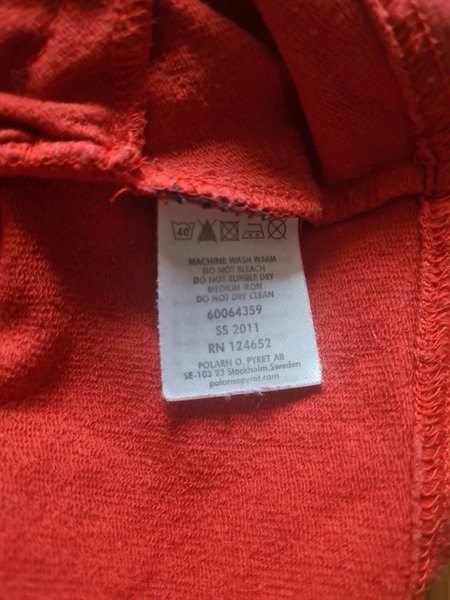 40
MACHINE WASH WARM
DO NOT BLEACH
DO NOT TUMBLE DRY
MEDIUM IRON
DO NOT DRY CLEAN
60064359
SS 2011
RN 124652
POLARN O. PYRET AB
SE-103 23 Stockholm,Sweden
polarnopyret.com